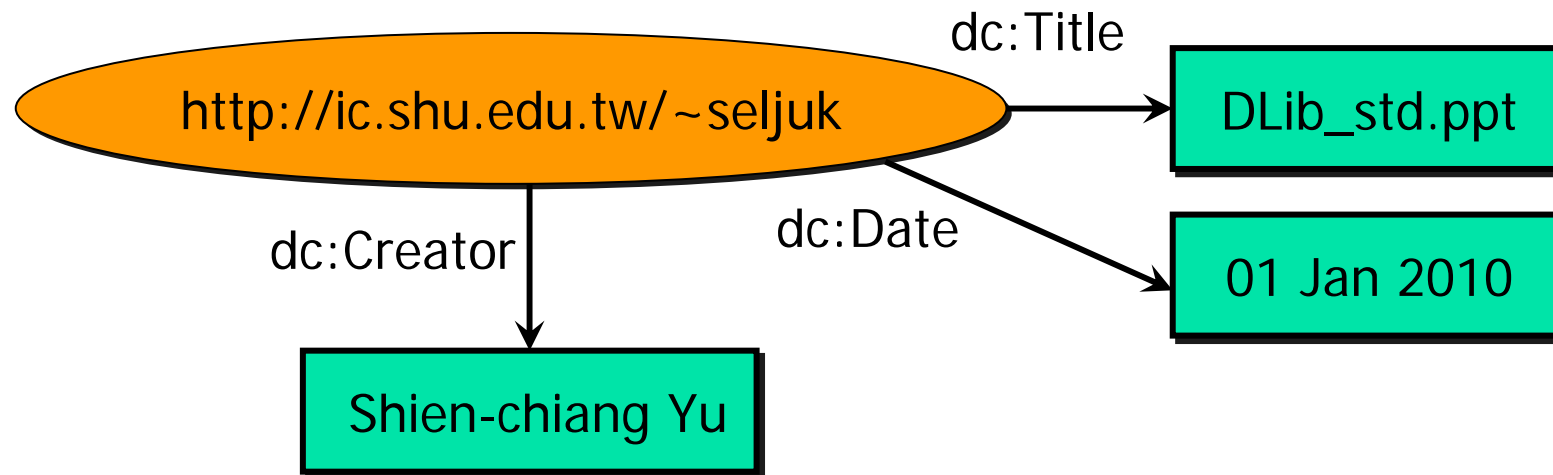 dc:Title
http://ic.shu.edu.tw/~seljuk
DLib_std.ppt
dc:Creator
dc:Date
01 Jan 2010
Shien-chiang Yu